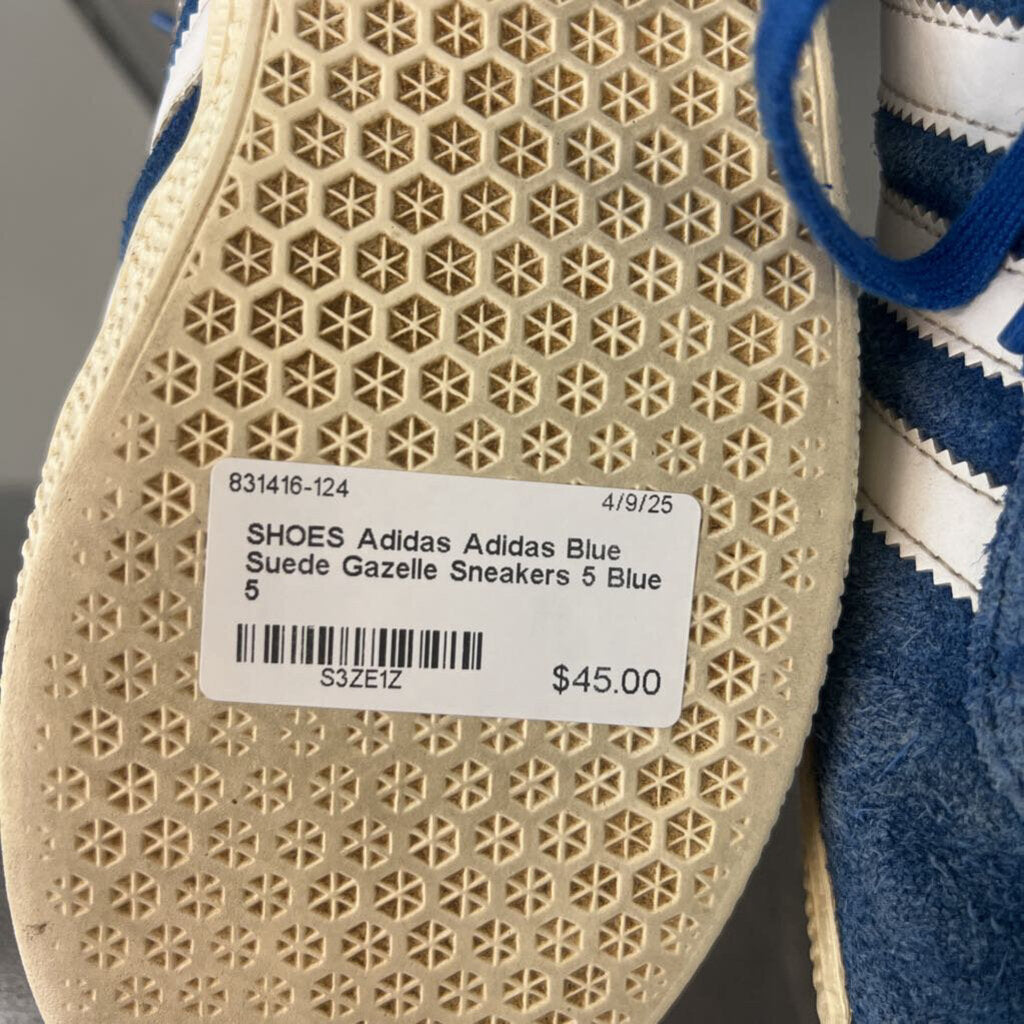 831416-124
4/9/25
SHOES Adidas Adidas Blue
Suede Gazelle Sneakers 5 Blue
5
S3ZE1Z
$45.00